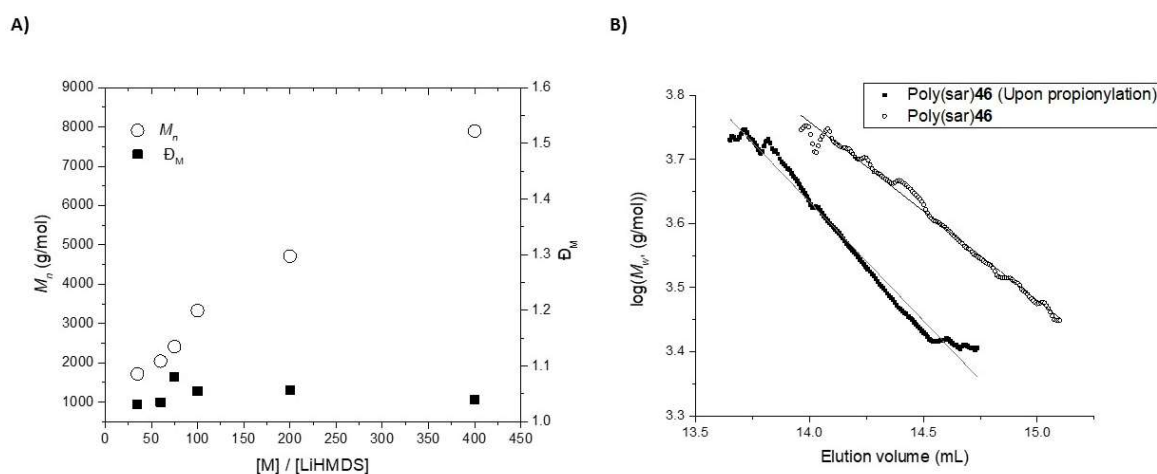 A)
9000
8000
7000
6000
5000
4000
3000
2000
1000
Mn (g/mol)
Mn
ĐM
1.6
1.5
1.4
1.3
1.2
1.1
1.0
ĐM
0 50 100 150 200 250 300 350 400 450
[M] / [LiHMDS]
B)
Poly(sar)46 (Upon propionylation)
Poly(sar)46
3.8
3.7
3.6
3.5
3.4
3.3
log(Mw, (g/mol))
13.5 14.0 14.5 15.0
Elution volume (mL)